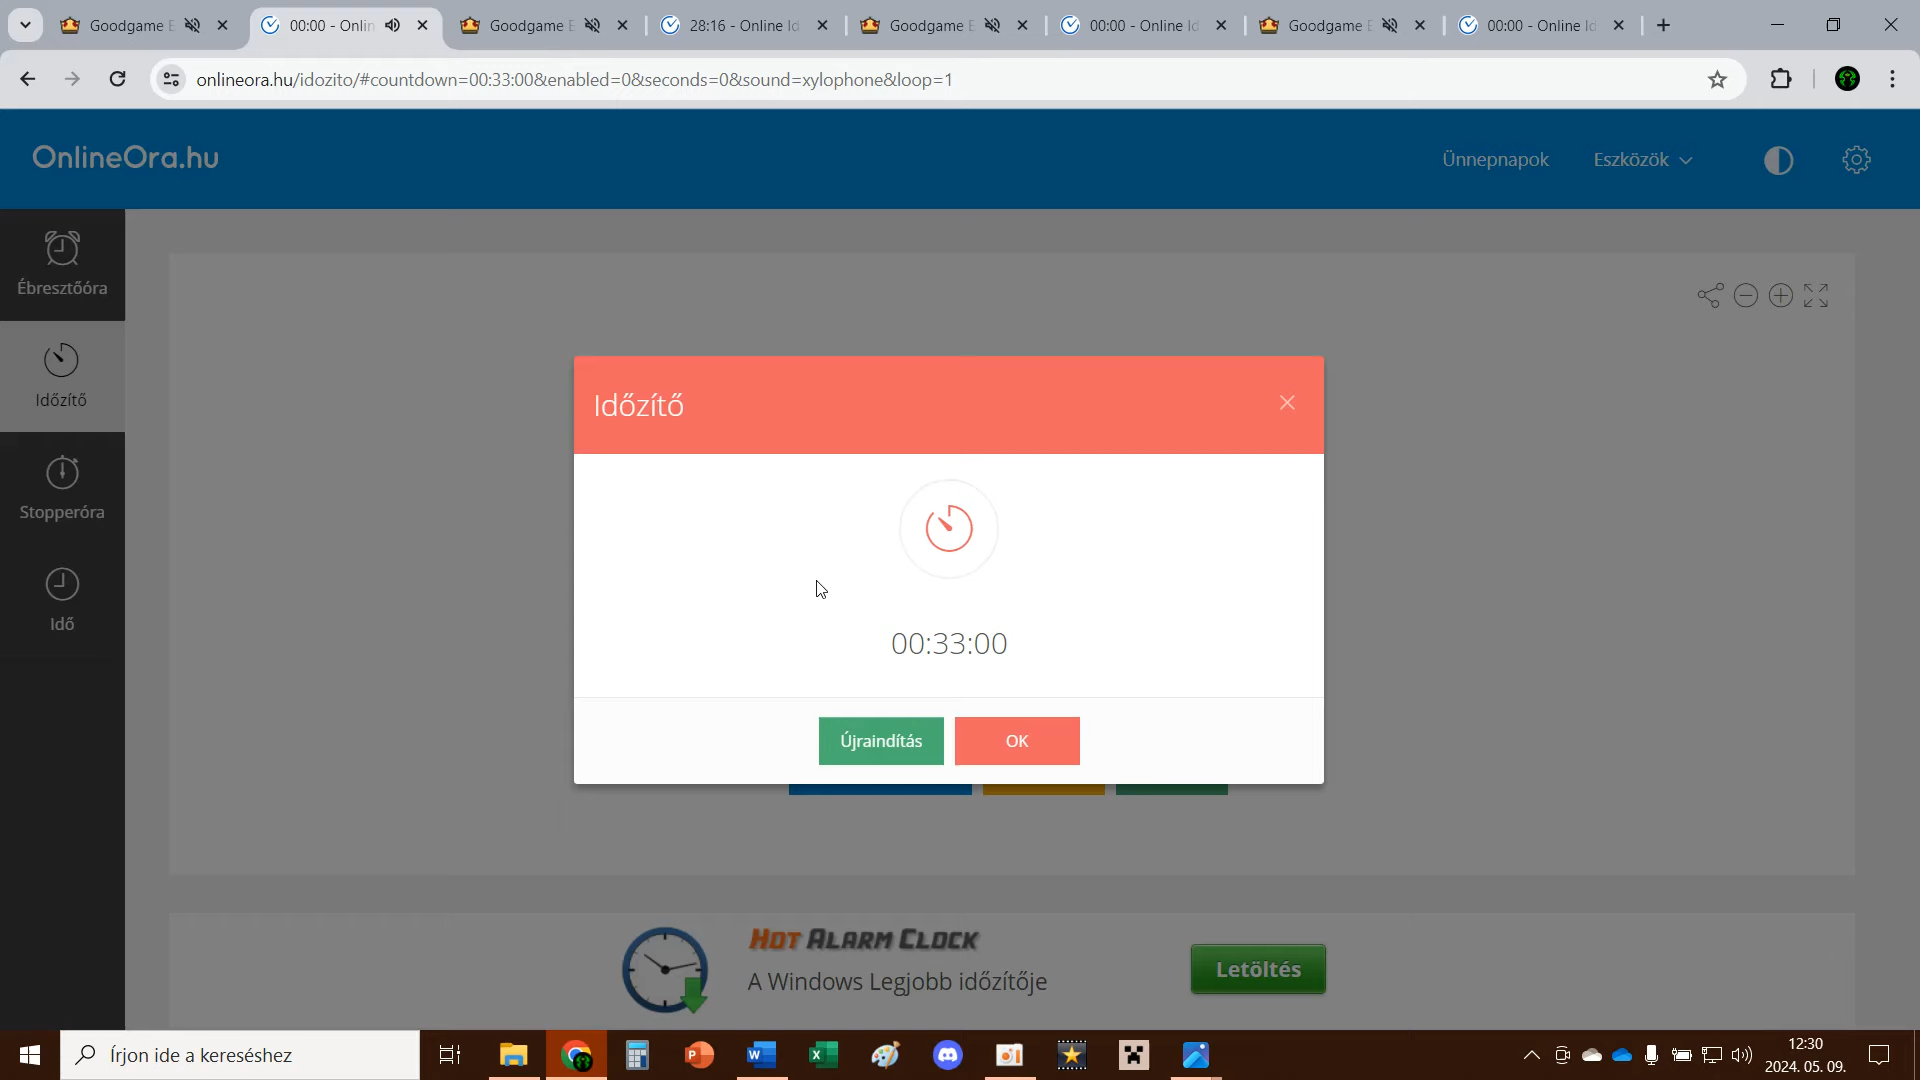 Goodgame E
00:00 - Onlin
Goodgame E
28:16 - Online Id
Goodgame E
00:00 - Online Id
Goodgame E
00:00 - Online Id
onlineora.hu/idozito/#countdown=00:33:00&enabled=0&seconds=0&sound=xylophone&loop=1
OnlineOra.hu
Ünnepnapok
Eszközök
Ébresztőóra
Időzítő
Stopperóra
Idő
Időzítő
00:33:00
Újraindítás
OK
Hot Alarm Clock
A Windows Legjobb időzítője
Letöltés
Írjon ide a kereséshez
12:30
2024. 05. 09.